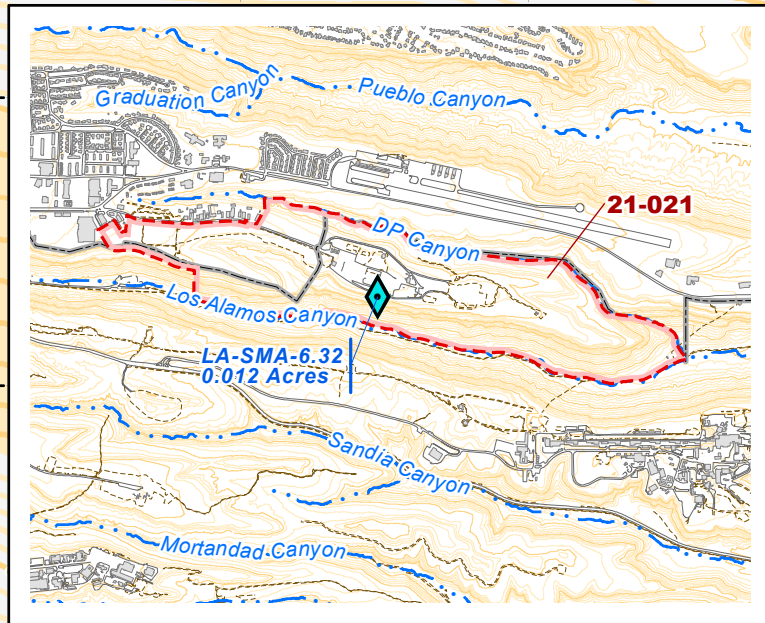 Graduation Canyon
Pueblo Canyon
21-021
DP Canyon
Los Alamos Canyon
LA-SMA-6.32
0.012 Acres
Sandia Canyon
Mortandad Canyon